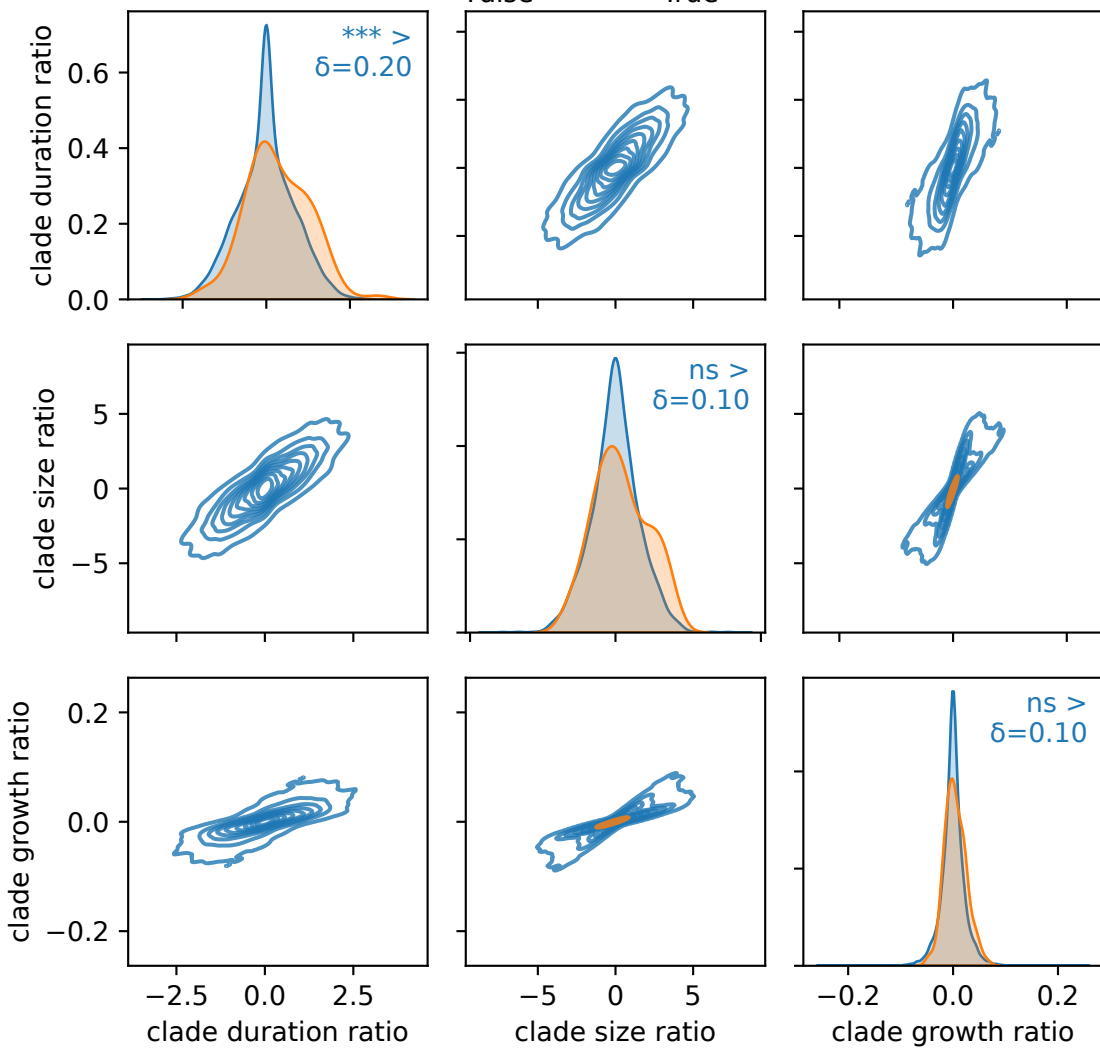 True
clade duration ratio
0.6
0.4
0.2
0.0
*** >
δ=0.20
clade size ratio
5
0
−5
ns >
δ=0.10
clade growth ratio
0.2
0.0
−0.2
ns >
δ=0.10
−2.5 0.0 2.5
−5 0 5
−0.2 0.0 0.2
clade duration ratio
clade size ratio
clade growth ratio